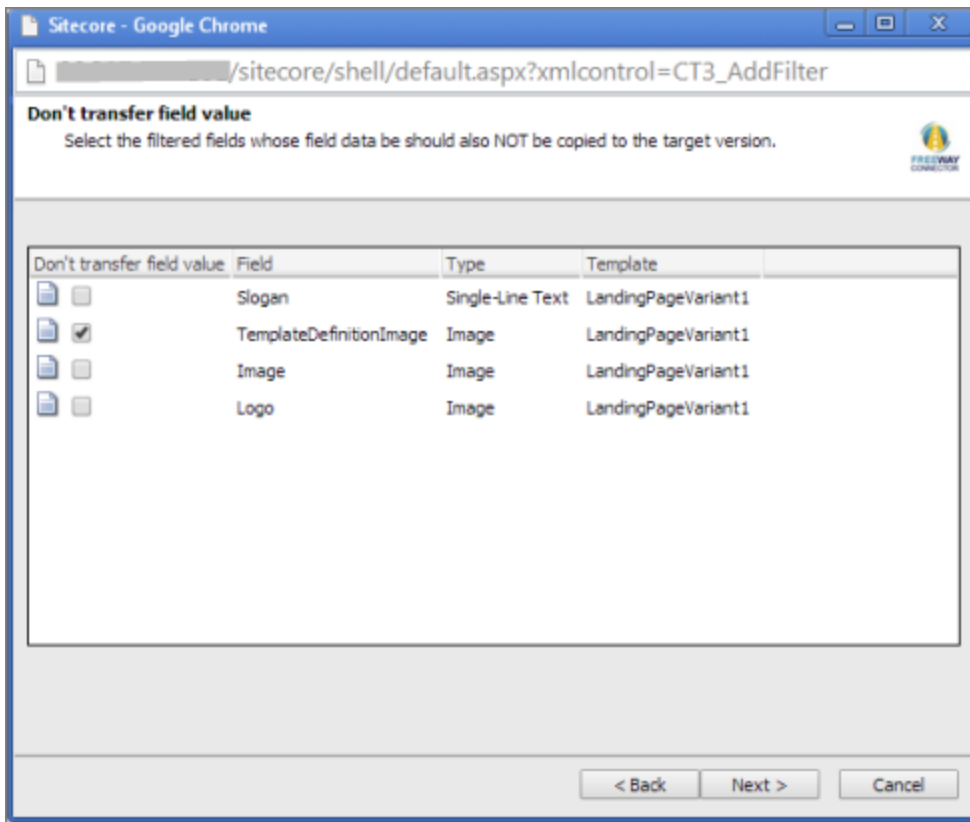 Sitecore - Google Chrome
/sitecore/shell/default.aspx?xmlcontrol=CT3_AddFilter
Don't transfer field value
Select the filtered fields whose field data be should also NOT be copied to the target version.
FREEWAY
CONNECTOR
Don't transfer field value Field Type Template
Slogan Single-Line Text LandingPageVariant1
TemplateDefinitionImage Image LandingPageVariant1
Image Image LandingPageVariant1
Logo Image LandingPageVariant1
< Back Next > Cancel